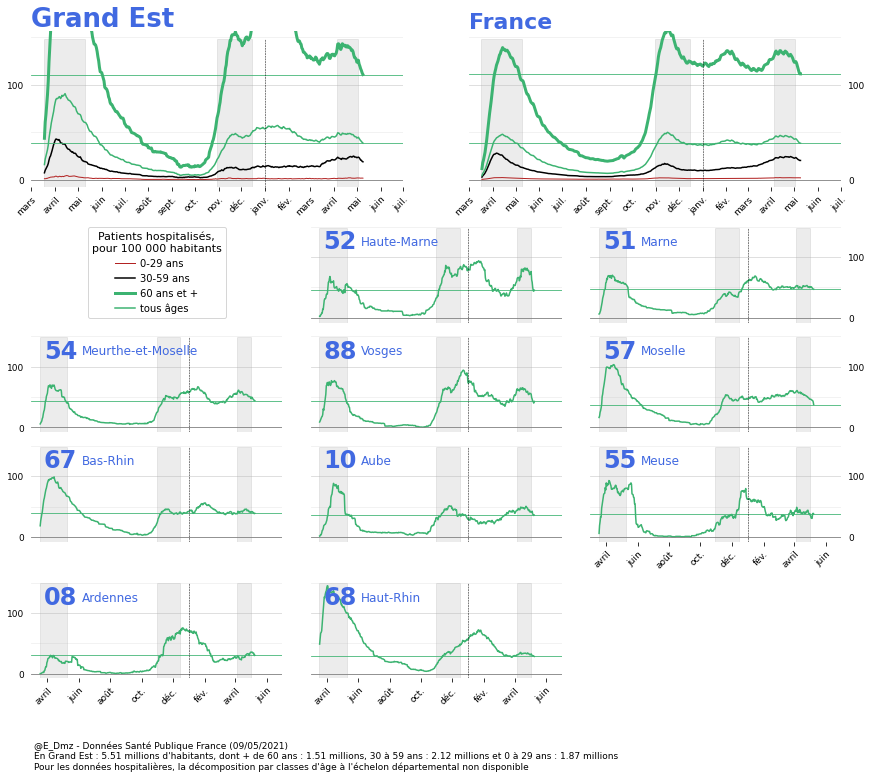 Grand Est
France
100
0
100
0
mars avril mai juin juil. août sept. oct. nov. déc. janv. fév. mars avril mai juin juil.
mars avril mai juin juil. août sept. oct. nov. déc. janv. fév. mars avril mai juin juil.
Patients hospitalisés,
pour 100 000 habitants
0-29 ans
30-59 ans
60 ans et +
tous âges
52 Haute-Marne
51 Marne
100
0
54 Meurthe-et-Moselle
88 Vosges
57 Moselle
100
0
100
0
67 Bas-Rhin
10 Aube
55 Meuse
100
0
100
0
avril juin août oct. déc. fév. avril juin
08 Ardennes
68 Haut-Rhin
100
0
avril juin août oct. déc. fév. avril juin
avril juin août oct. déc. fév. avril juin
@E_Dmz - Données Santé Publique France (09/05/2021)
En Grand Est : 5.51 millions d'habitants, dont + de 60 ans : 1.51 millions, 30 à 59 ans : 2.12 millions et 0 à 29 ans : 1.87 millions
Pour les données hospitalières, la décomposition par classes d'âge à l'échelon départemental non disponible